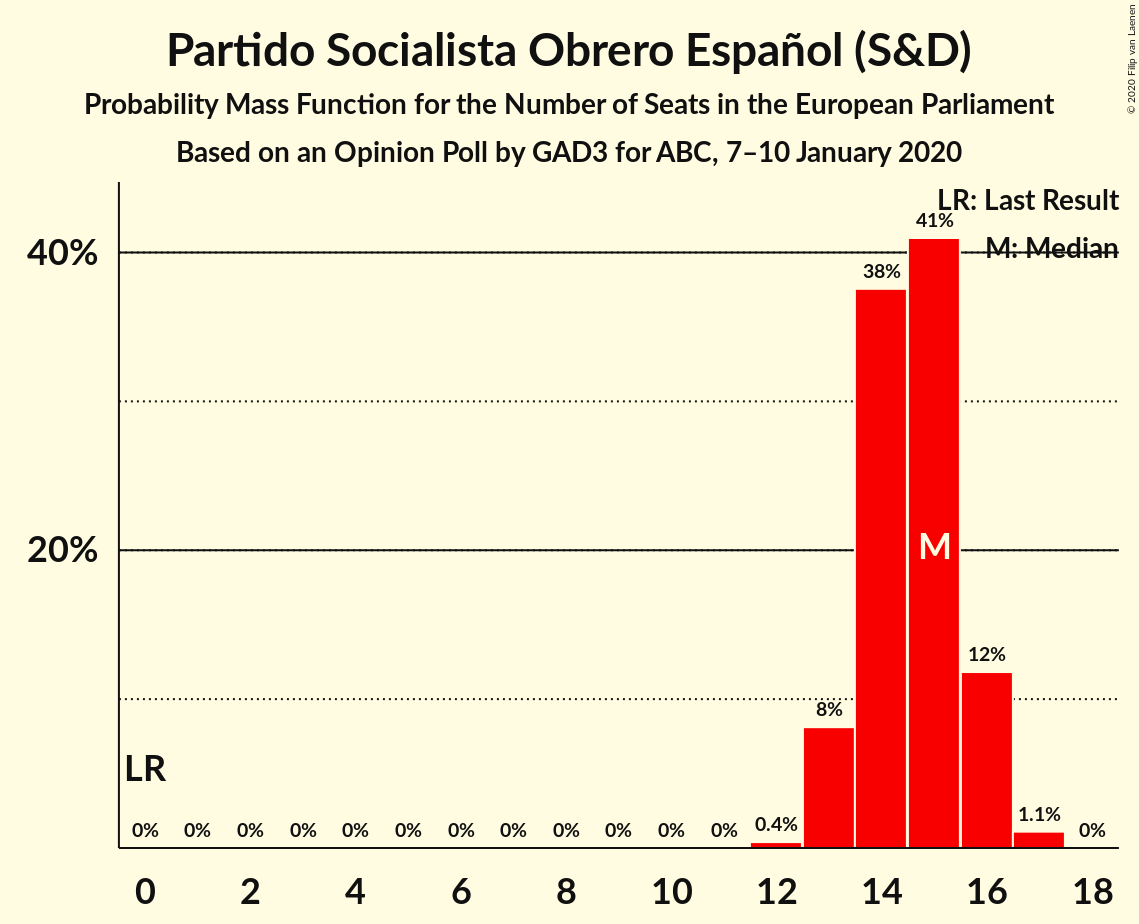 Partido Socialista Obrero Español (S&D)
Probability Mass Function for the Number of Seats in the European Parliament
Based on an Opinion Poll by GAD3 for ABC, 7–10 January 2020
© 2020 Filip van Laenen
LR: Last Result
M: Median
40%
20%
41%
38%
M
12%
8%
LR
0% 0% 0% 0% 0% 0% 0% 0% 0% 0% 0% 0% 0.4% 1.1% 0%
0 2 4 6 8 10 12 14 16 18